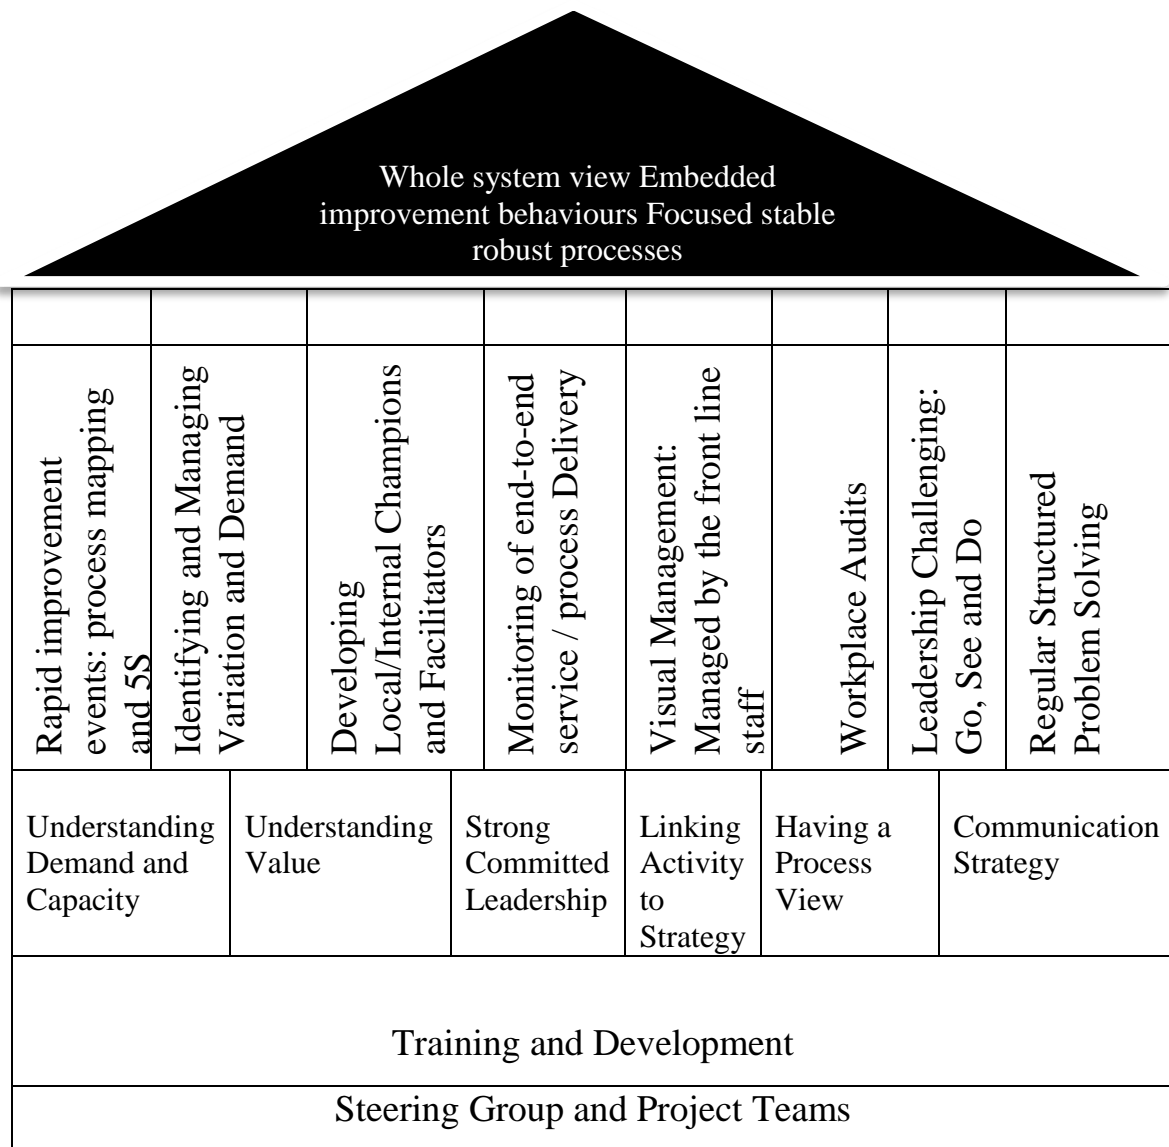 Whole system view Embedded
improvement behaviours Focused stable
robust processes
Rapid improvement
events: process mapping
and 5S
Identifying and Managing
Variation and Demand
Developing
Local/Internal Champions
and Facilitators
Monitoring of end-to-end
service / process Delivery
Visual Management:
Managed by the front line
staff
Workplace Audits
Leadership Challenging:
Go, See and Do
Regular Structured
Problem Solving
Understanding
Demand and
Capacity
Understanding
Value
Strong
Committed
Leadership
Linking
Activity
to
Strategy
Having a
Process
View
Communication
Strategy
Training and Development
Steering Group and Project Teams